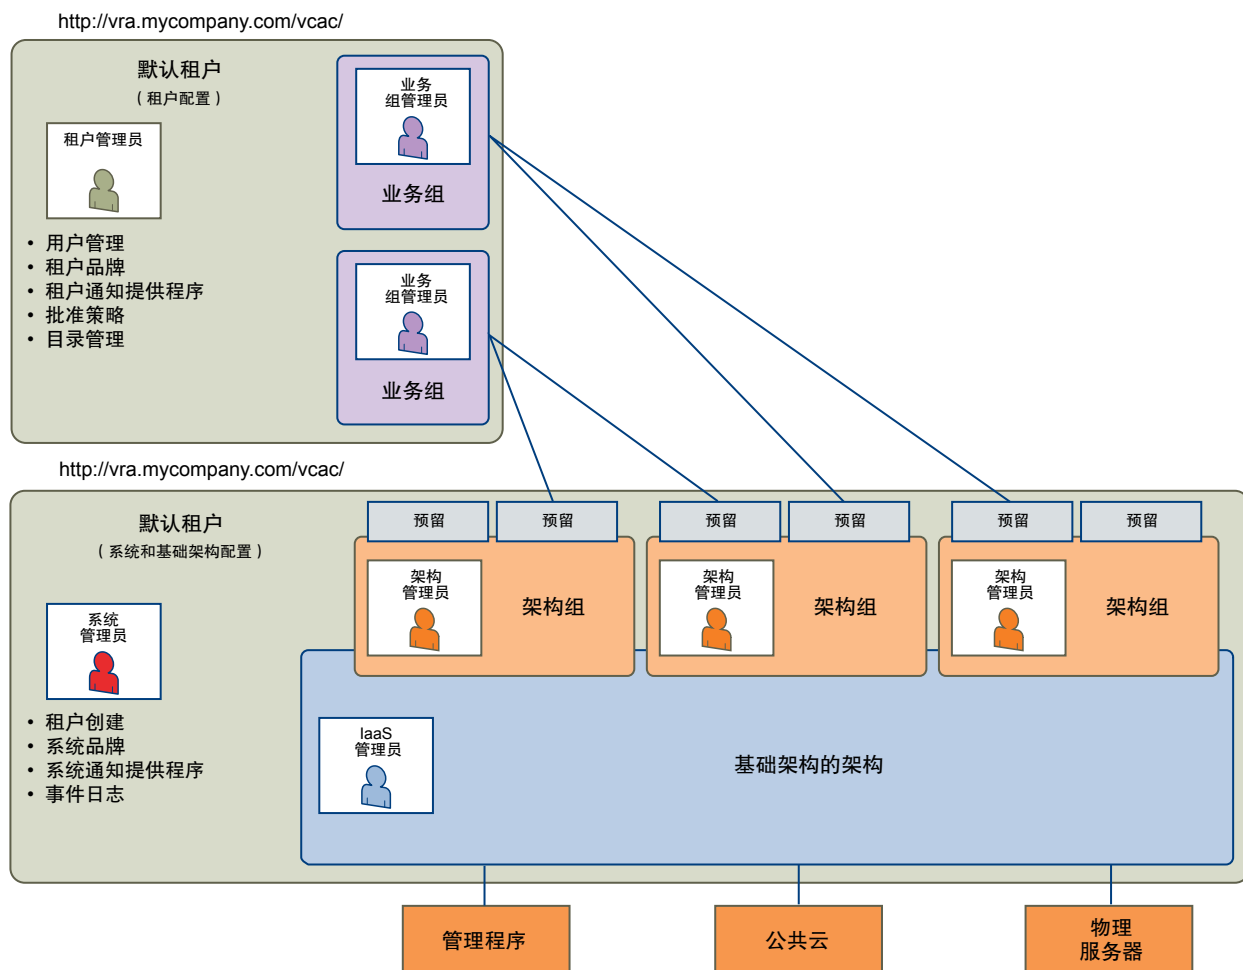 http://vra.mycompany.com/vcac/
默认租户
（租户配置）
租户管理员
• 用户管理
• 租户品牌
• 租户通知提供程序
• 批准策略
• 目录管理
业务
组管理员
业务组
业务
组管理员
业务组
http://vra.mycompany.com/vcac/
默认租户
（系统和基础架构配置）
系统
管理员
• 租户创建
• 系统品牌
• 系统通知提供程序
• 事件日志
预留
预留
预留
预留
预留
预留
架构
管理员
架构组
架构
管理员
架构组
架构
管理员
架构组
IaaS
管理员
基础架构的架构
管理程序
公共云
物理
服务器